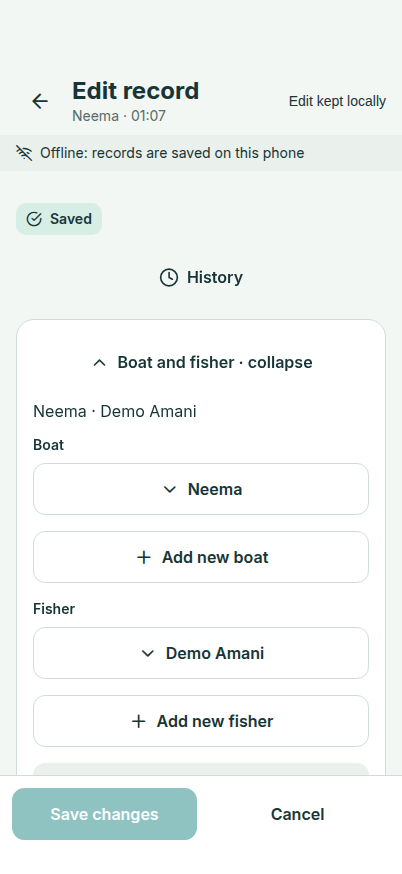 Edit record
Neema · 01:07
Edit kept locally
Offline: records are saved on this phone
Saved
History
Boat and fisher · collapse
Neema · Demo Amani
Boat
Neema
Add new boat
Fisher
Demo Amani
Add new fisher
Save changes
Cancel